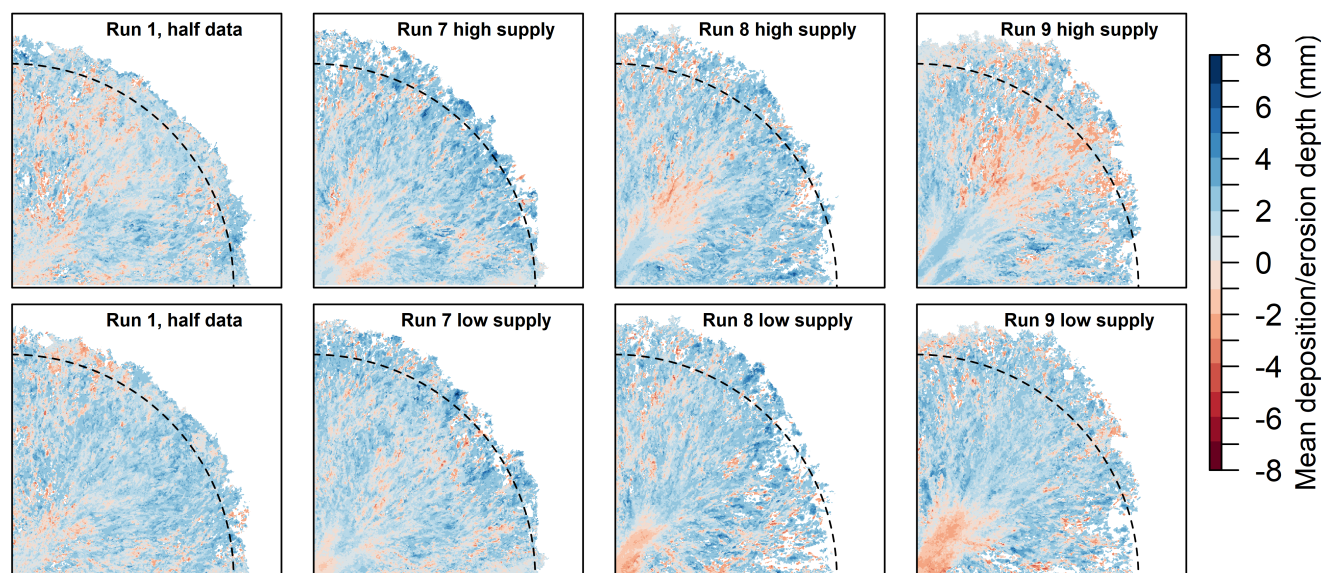 Run 1, half data
Run 7 high supply
Run 8 high supply
Run 9 high supply
Run 1, half data
Run 7 low supply
Run 8 low supply
Run 9 low supply
8
6
4
2
0
-2
-4
-6
-8
Mean deposition/erosion depth (mm)